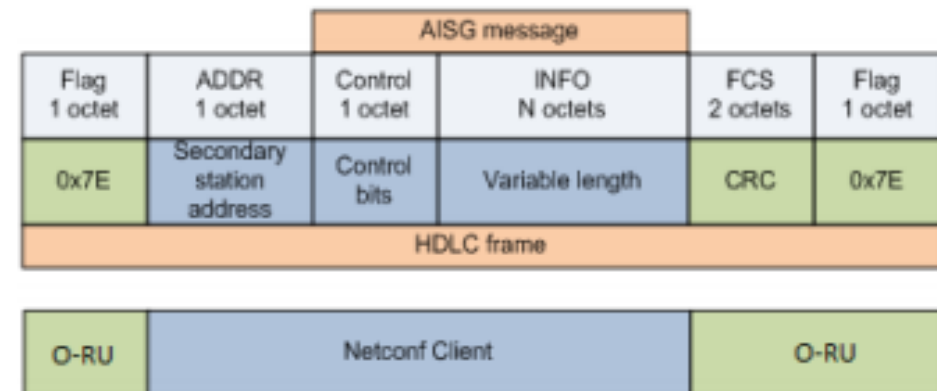 AISG message
Flag
1 octet
ADDR
1 octet
Control
1 octet
INFO
N octets
FCS
2 octets
Flag
1 octet
0x7E
Secondary
station
address
Control
bits
Variable length
CRC
0x7E
HDLC frame
O-RU
Netconf Client
O-RU